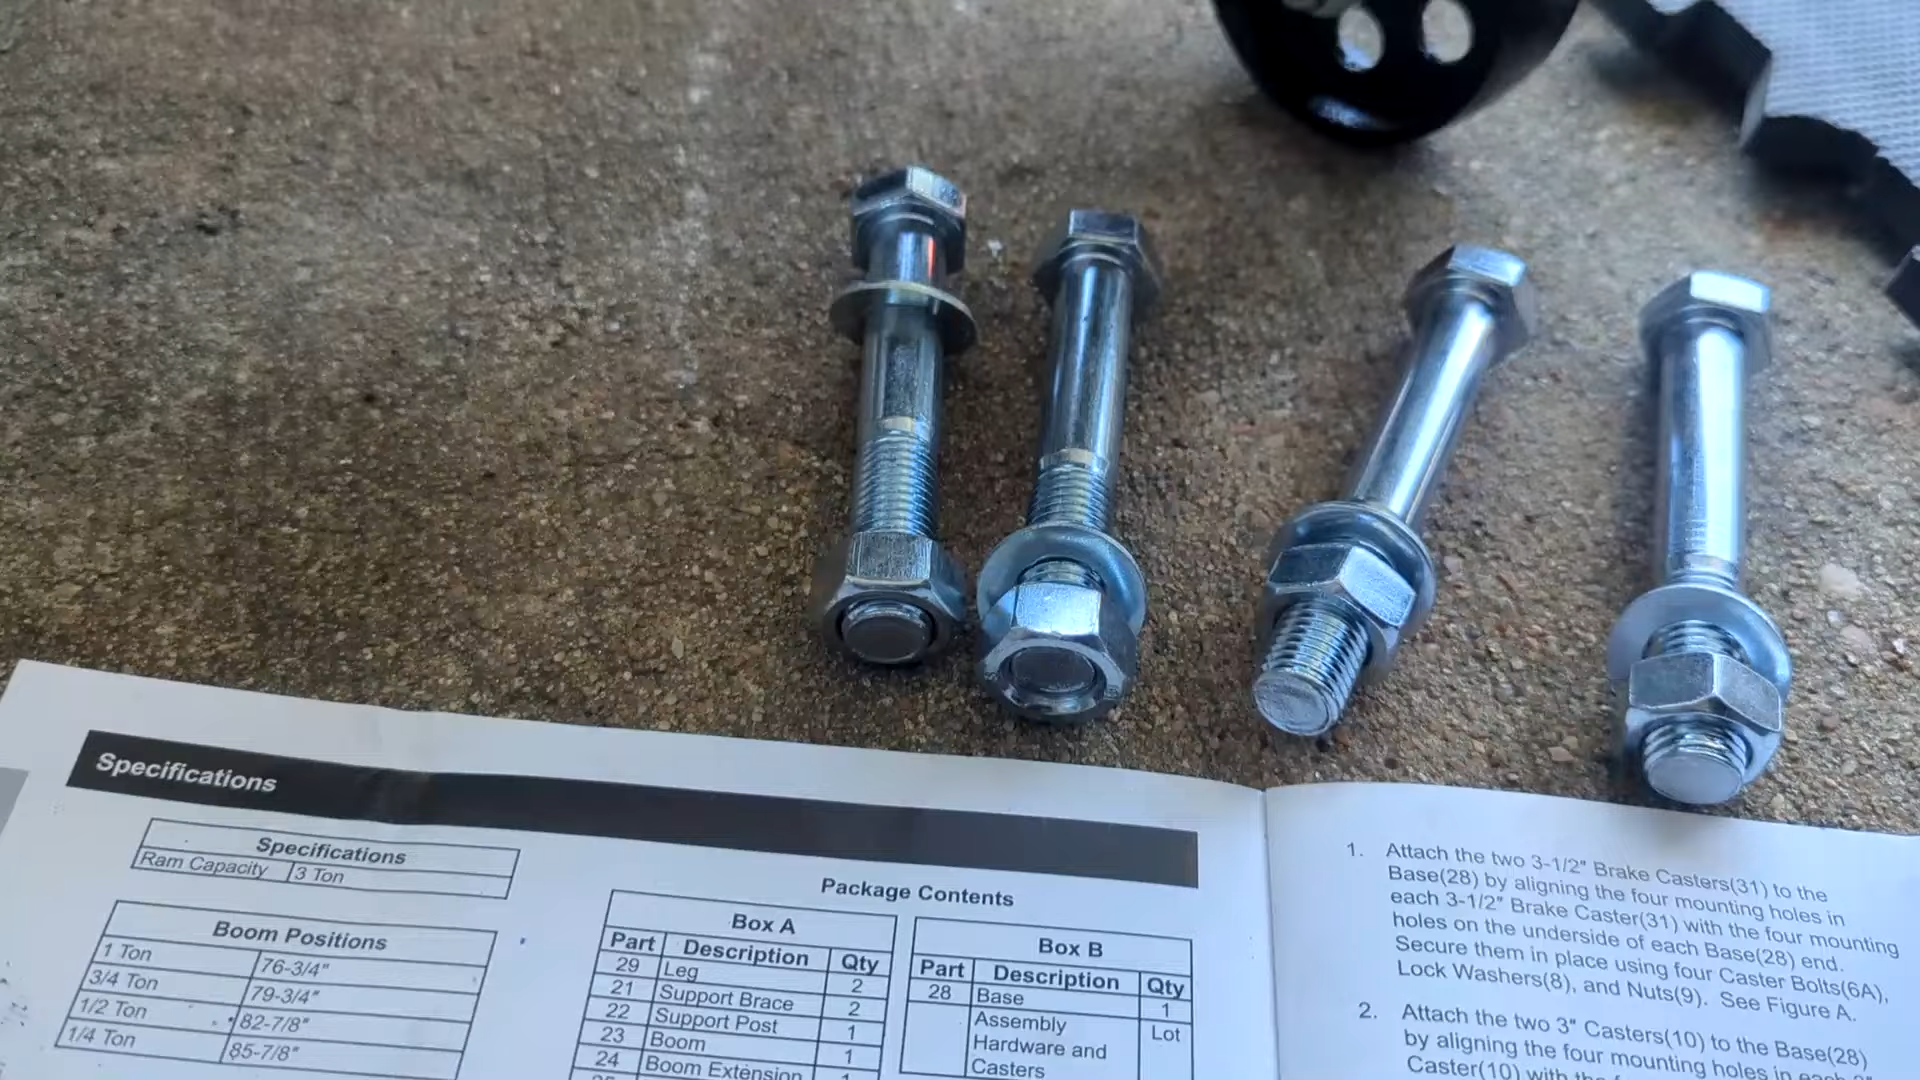 Specifications
Specifications
Ram Capacity 3 Ton
Boom Positions
1 Ton 76-3/4"
3/4 Ton 79-3/4"
1/2 Ton 82-7/8"
1/4 Ton 85-7/8"
Package Contents
Box A
Part Description Qty
29 Leg 2
21 Support Brace 2
22 Support Post 1
23 Boom 1
24 Boom Extension 1
Box B
Part Description Qty
28 Base 1
Assembly Lot
Hardware and
Casters
1. Attach the two 3-1/2" Brake Casters(31) to the
Base(28) by aligning the four mounting holes in
each 3-1/2" Brake Caster(31) with the four mounting
holes on the underside of each Base(28) end.
Secure them in place using four Caster Bolts(6A),
Lock Washers(8), and Nuts(9). See Figure A.
2. Attach the two 3" Casters(10) to the Base(28)
by aligning the four mounting holes in each
Caster(10) with the